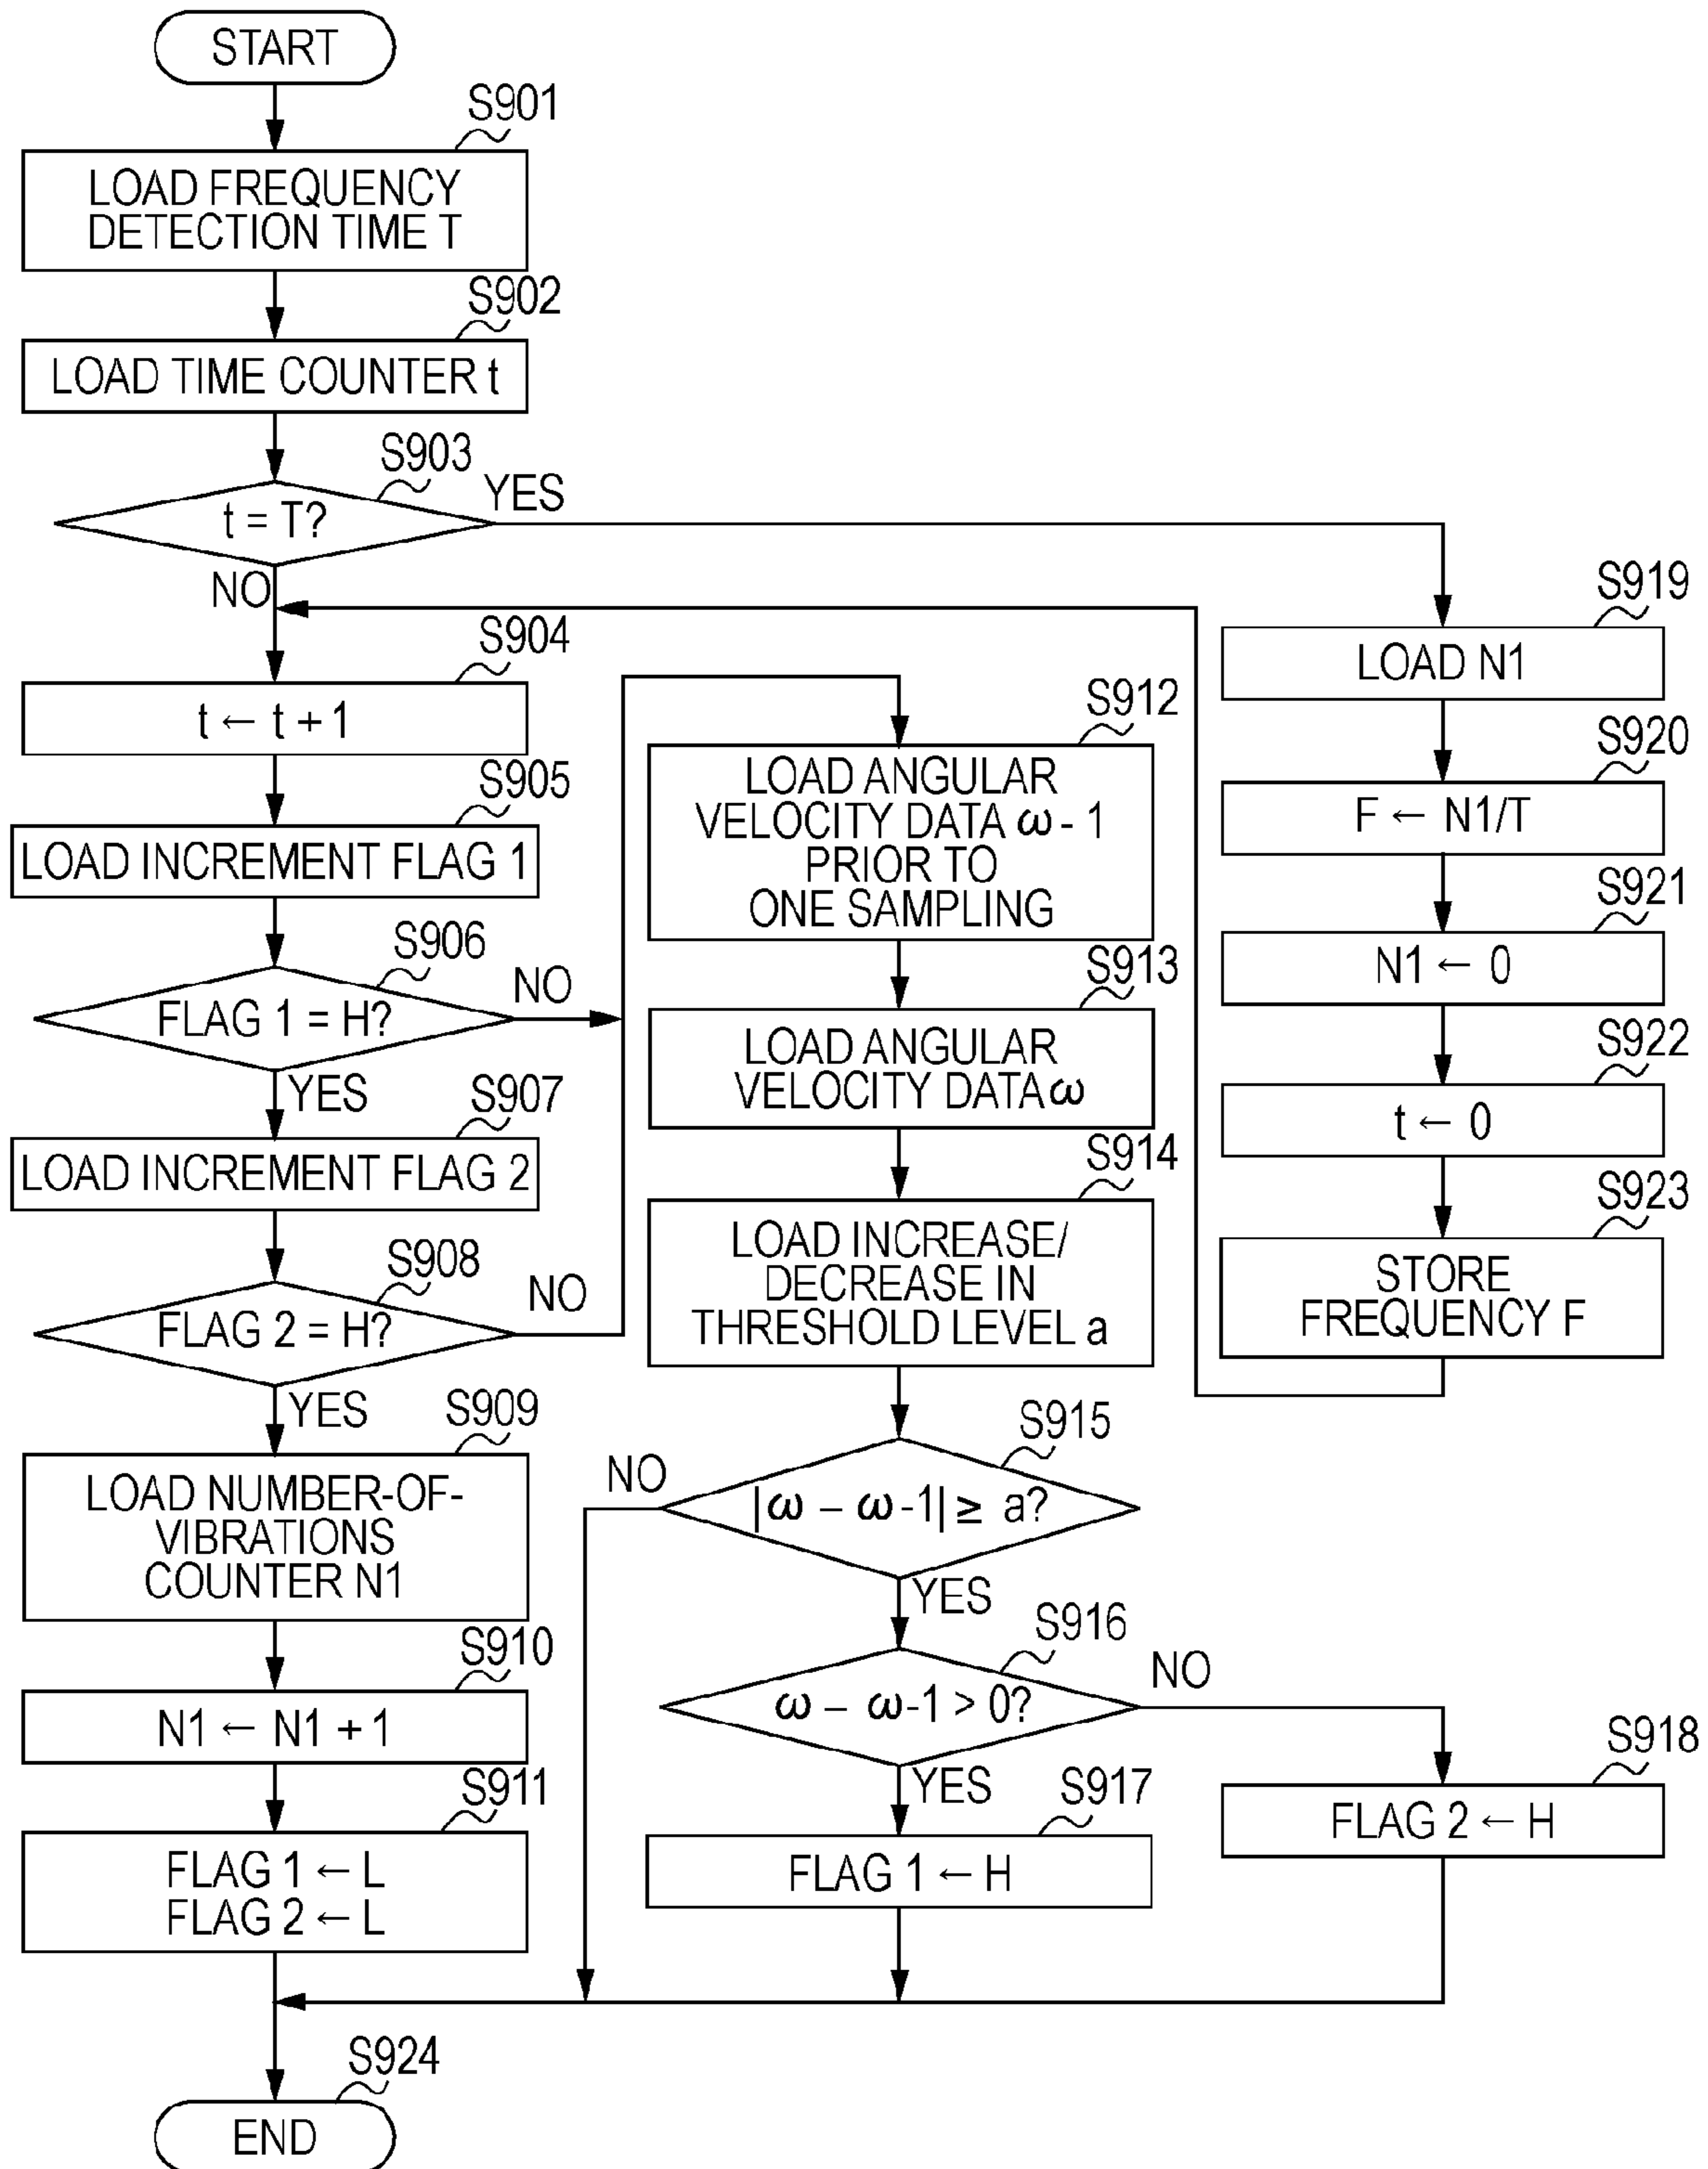 START
S901
LOAD FREQUENCY
DETECTION TIME T
S902
LOAD TIME COUNTER t
S903
t = T?
YES
NO
S904
t ← t + 1
S905
LOAD INCREMENT FLAG 1
S906
FLAG 1 = H?
NO
YES
S907
LOAD INCREMENT FLAG 2
S908
FLAG 2 = H?
NO
YES
S909
LOAD NUMBER-OF-
VIBRATIONS
COUNTER N1
S910
N1 ← N1 + 1
S911
FLAG 1 ← L
FLAG 2 ← L
S912
LOAD ANGULAR
VELOCITY DATA ω - 1
PRIOR TO
ONE SAMPLING
S913
LOAD ANGULAR
VELOCITY DATA ω
S914
LOAD INCREASE/
DECREASE IN
THRESHOLD LEVEL a
S915
NO
|ω – ω-1| ≥ a?
YES
S916
ω – ω-1 > 0?
NO
YES
S917
FLAG 1 ← H
S918
FLAG 2 ← H
S919
LOAD N1
S920
F ← N1/T
S921
N1 ← 0
S922
t ← 0
S923
STORE
FREQUENCY F
S924
END